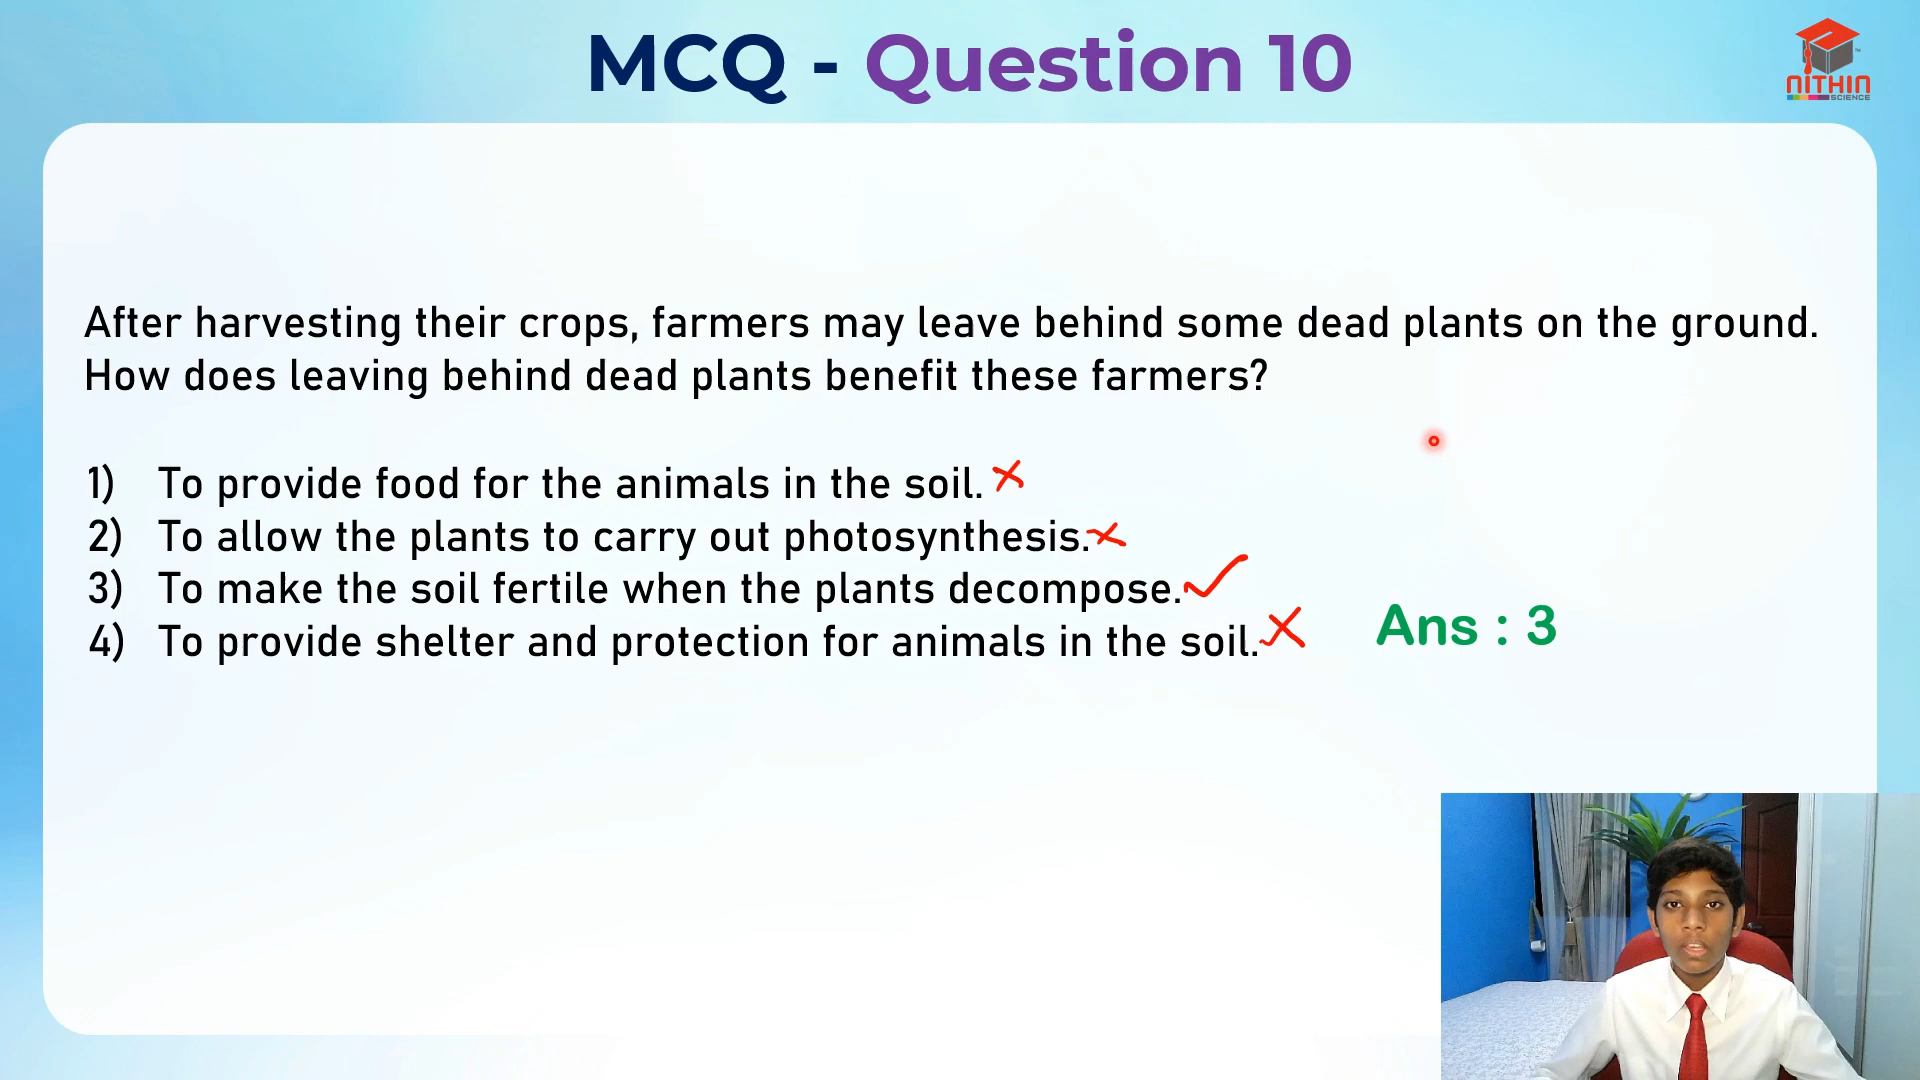 MCQ - Question 10
NITHIN
SCIENCE
After harvesting their crops, farmers may leave behind some dead plants on the ground.
How does leaving behind dead plants benefit these farmers?
1) To provide food for the animals in the soil.
2) To allow the plants to carry out photosynthesis.
3) To make the soil fertile when the plants decompose.
4) To provide shelter and protection for animals in the soil.
Ans : 3